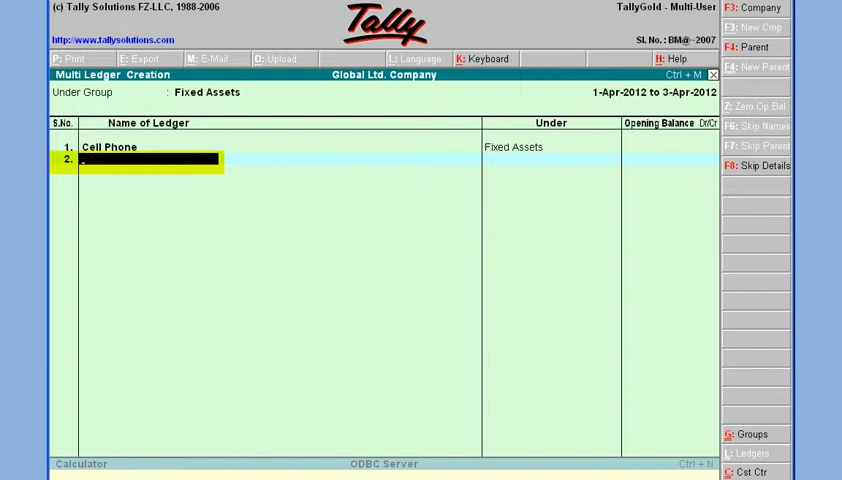 (c) Tally Solutions FZ-LLC, 1988-2006
http://www.tallysolutions.com
Tally
TallyGold - Multi-User
Sl. No.: BM@~2007
P: Print E: Export M: E-Mail O: Upload L: Language K: Keyboard H: Help
Multi Ledger Creation Global Ltd. Company Ctrl + M
Under Group : Fixed Assets 1-Apr-2012 to 3-Apr-2012
S.No. Name of Ledger Under Opening Balance Dr/Cr
1. Cell Phone Fixed Assets
2.
Calculator ODBC Server Ctrl + N
F3: Company
F3: New Cmp
F4: Parent
F4: New Parent
Z: Zero Op Bal
F6: Skip Names
F7: Skip Parent
F8: Skip Details
G: Groups
L: Ledgers
C: Cst Ctr